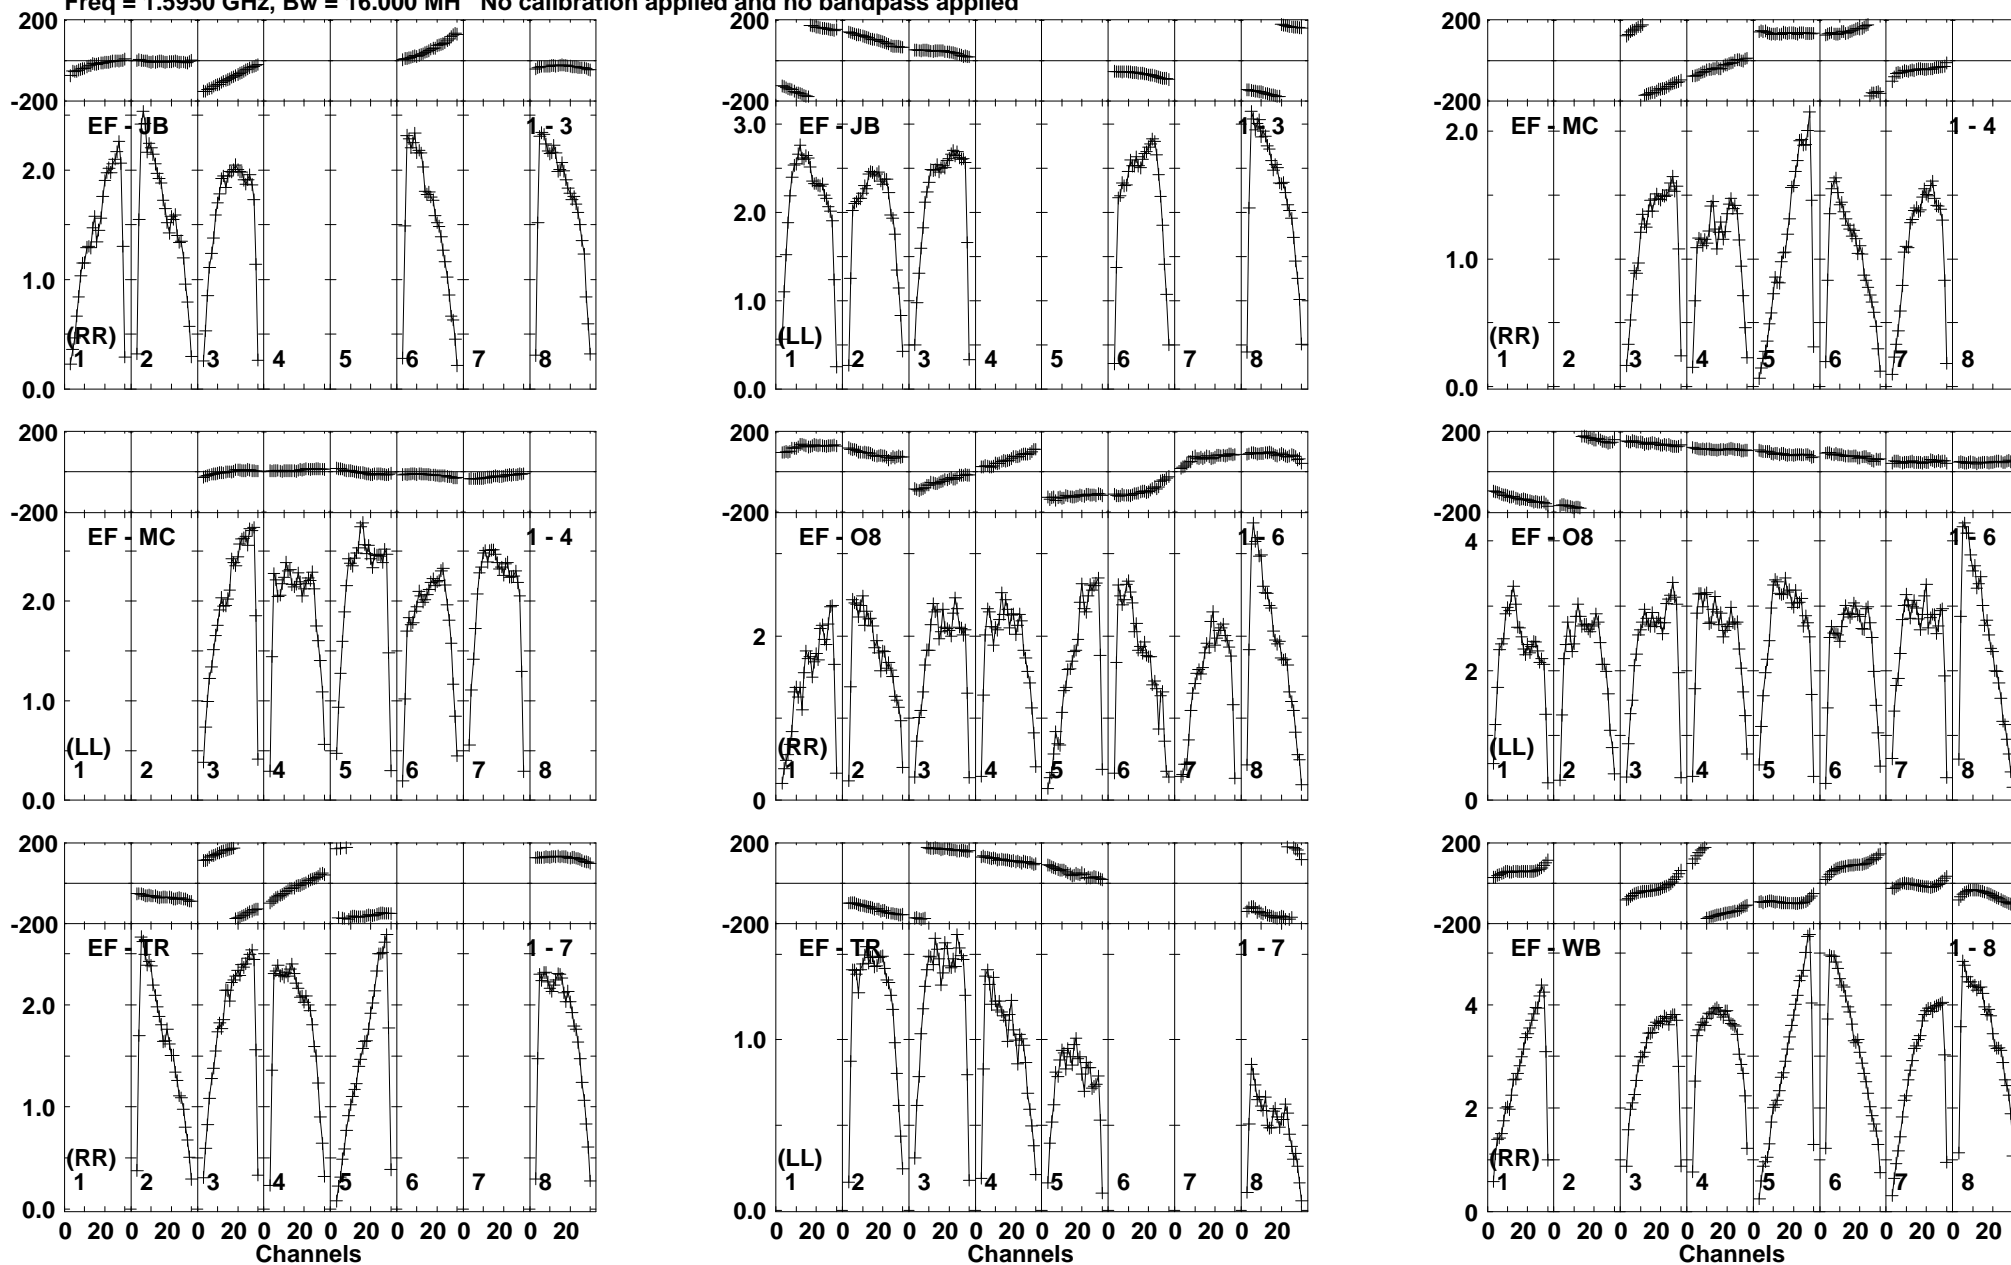 Freq = 1.5950 GHz, Bw = 16.000 MH No calibration applied and no bandpass applied
200 200 200
-200 -200 -200
EF - JB 1 - 3 EF - JB 1 - 3 EF - MC 1 - 4
3.0 2.0
2.0 2.0
1.0 1.0 1.0
(RR) (LL) (RR)
1 2 3 4 5 6 7 8 1 2 3 4 5 6 7 8 1 2 3 4 5 6 7 8
0.0 0.0 0.0
200 200 200
-200 -200 -200
EF - MC 1 - 4 EF - O8 1 - 6 EF - O8 1 - 6
4
2.0 2 2
1.0
(LL) (RR) (LL)
1 2 3 4 5 6 7 8 1 2 3 4 5 6 7 8 1 2 3 4 5 6 7 8
0.0 0 0
200 200 200
-200 -200 -200
EF - TR 1 - 7 EF - TR 1 - 7 EF - WB 1 - 8
2.0 1.0 4
1.0 2
(RR) (LL) (RR)
1 2 3 4 5 6 7 8 1 2 3 4 5 6 7 8 1 2 3 4 5 6 7 8
0.0 0.0 0
0 20 0 20 0 20 0 20 0 20 0 20 0 20 0 20 0 20 0 20 0 20 0 20 0 20 0 20 0 20 0 20 0 20 0 20 0 20 0 20 0 20 0 20 0 20 0 20
Channels Channels Channels